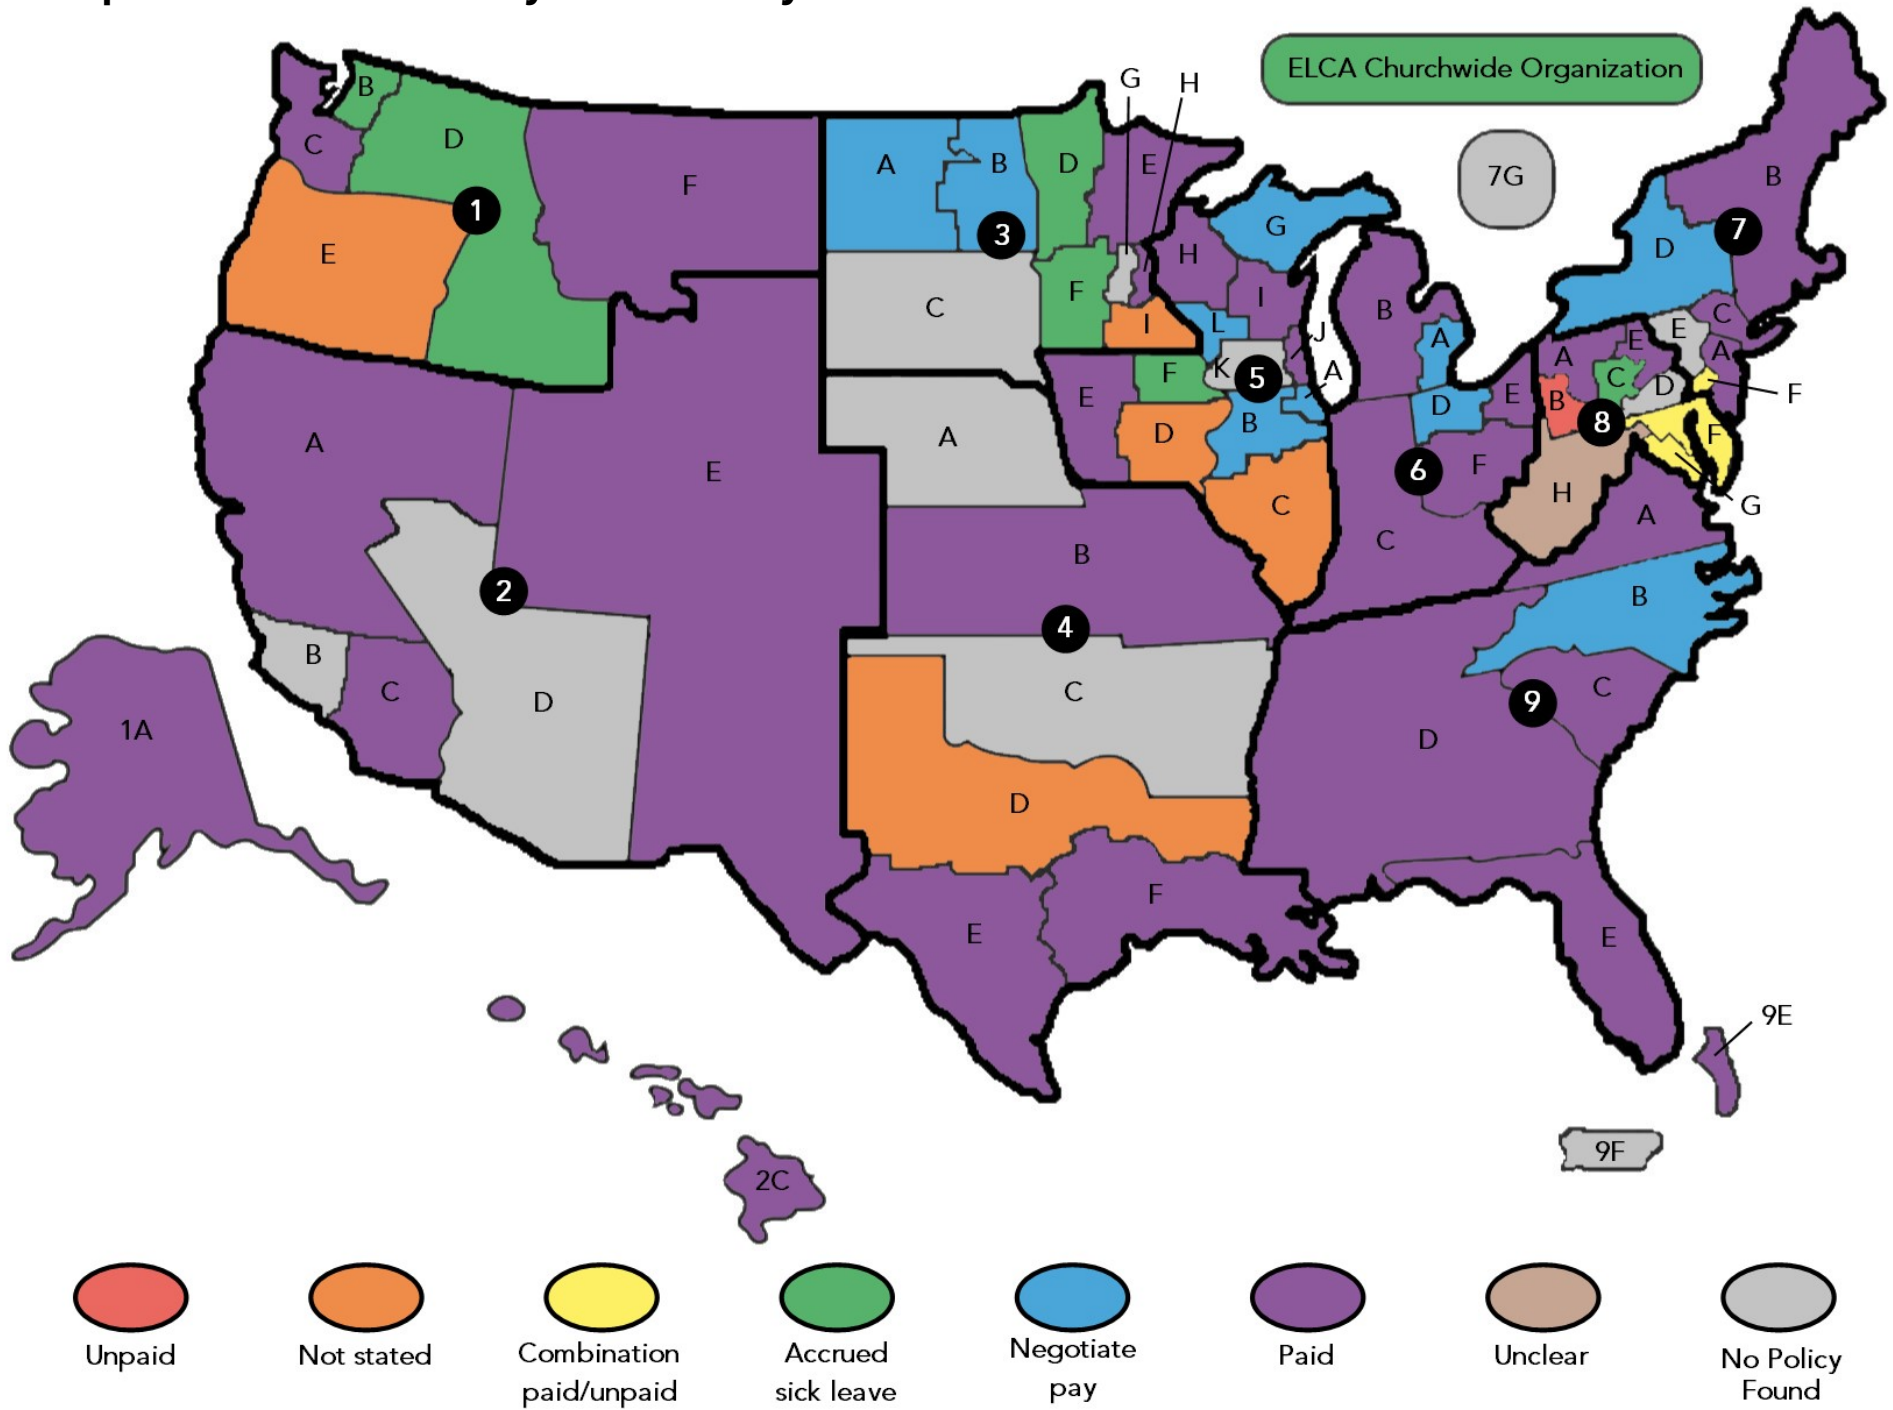 ELCA Churchwide Organization
7G
G
H
B
C
D
F
E
1
A
B
3
D
E
C
F
I
H
G
I
L
J
K
5
A
B
A
B
D
7
C
E
A
E
A
C
D
B
8
F
F
G
H
E
D
F
6
C
E
F
D
B
C
A
E
2
B
C
D
A
B
4
C
D
E
F
A
B
C
9
D
E
1A
2C
9E
9F
Unpaid
Not stated
Combination
paid/unpaid
Accrued
sick leave
Negotiate
pay
Paid
Unclear
No Policy
Found